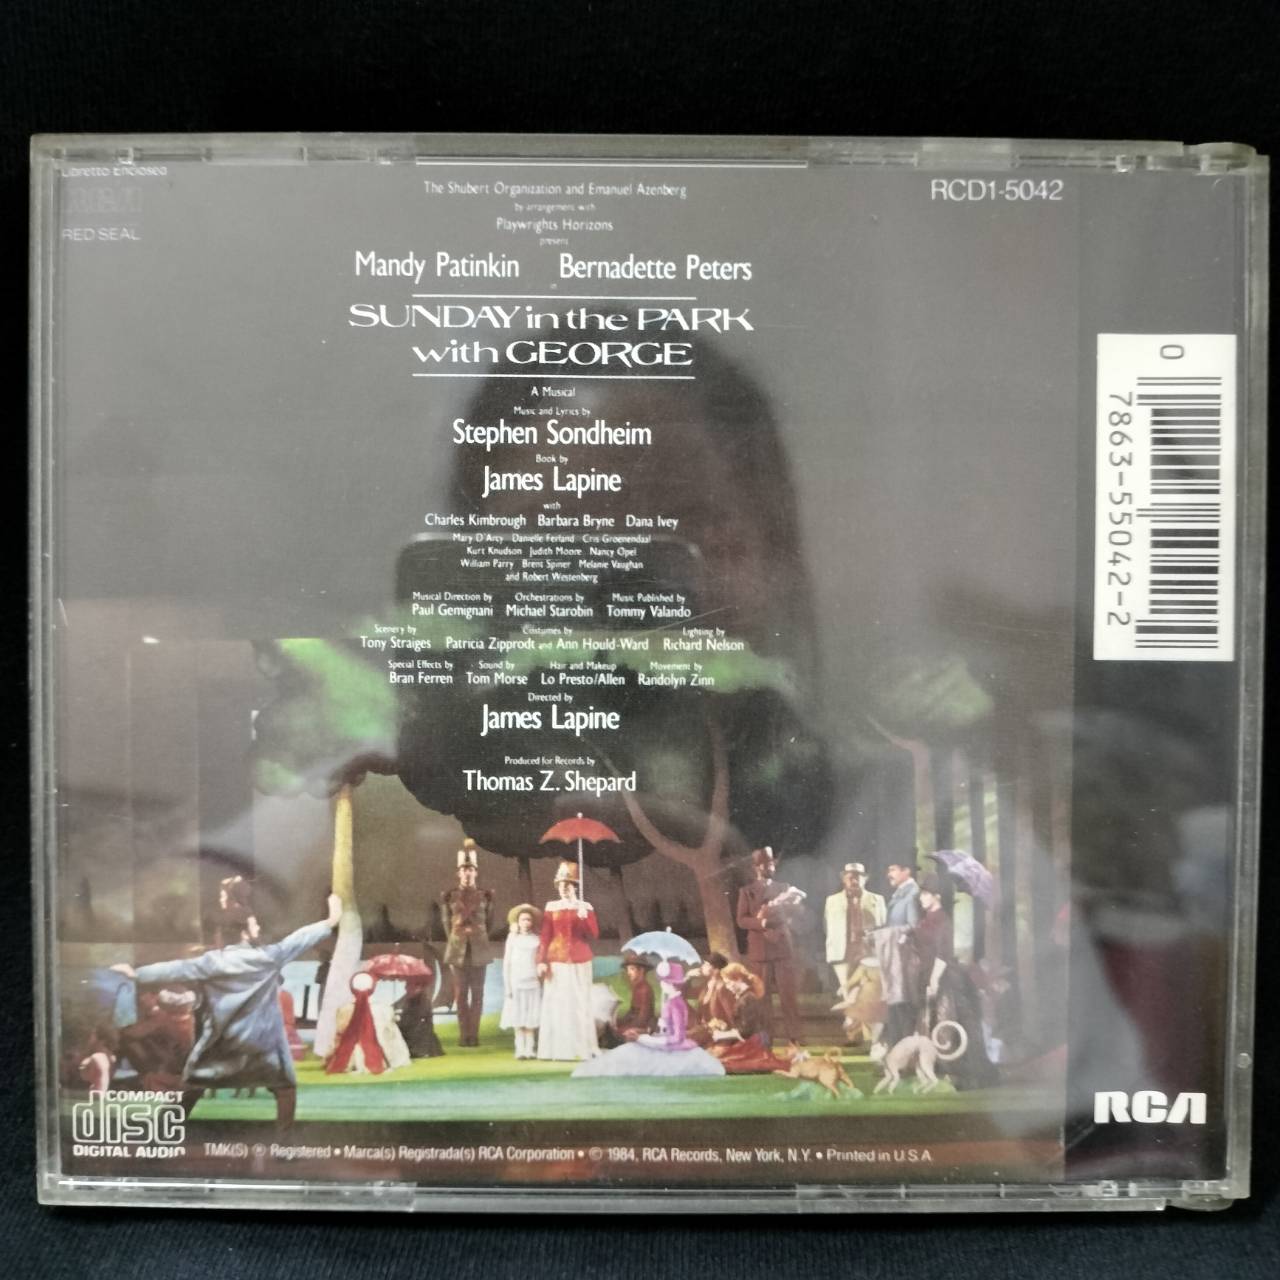 Libretto Enclosed
RCA
RED SEAL
RCD1-5042
The Shubert Organization and Emanuel Azenberg
by arrangement with
Playwrights Horizons
present
Mandy Patinkin Bernadette Peters
in
SUNDAY in the PARK
with GEORGE
A Musical
Music and Lyrics by
Stephen Sondheim
Book by
James Lapine
with
Charles Kimbrough Barbara Bryne Dana Ivey
Mary D'Arcy Danielle Ferland Cris Groenendaal
Kurt Knudson Judith Moore Nancy Opel
William Parry Brent Spiner Melanie Vaughan
and Robert Westenberg
Musical Direction by Orchestrations by Music Published by
Paul Gemignani Michael Starobin Tommy Valando
Scenery by Costumes by Lighting by
Tony Straiges Patricia Zipprodt and Ann Hould-Ward Richard Nelson
Special Effects by Sound by Hair and Makeup Movement by
Bran Ferren Tom Morse Lo Presto/Allen Randolyn Zinn
Directed by
James Lapine
Produced for Records by
Thomas Z. Shepard
0 7863-55042-2
RCA
COMPACT
disc
DIGITAL AUDIO
TMK(S) ® Registered • Marca(s) Registrada(s) RCA Corporation • © 1984, RCA Records, New York, N.Y. • Printed in U.S.A.